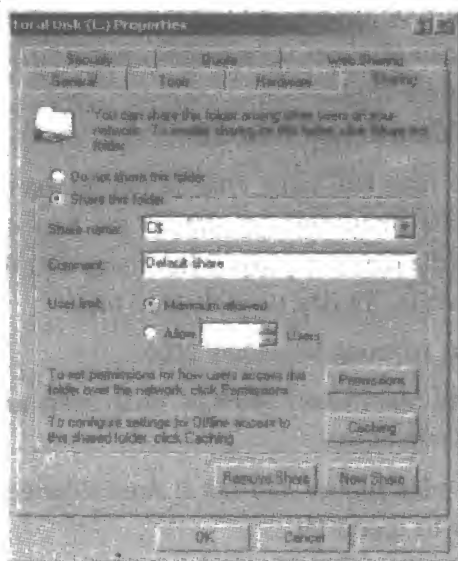 Local Disk (C:) Properties
Security Quota Web Sharing
General Tools Hardware Sharing
You can share this folder among other users on your
network. To enable sharing for this folder, click Share this
folder.
Do not share this folder
Share this folder
Share name: C$
Comment: Default share
User limit: Maximum allowed
Allow Users
To set permissions for how users access this
folder over the network, click Permissions. Permissions
To configure settings for Offline access to
this shared folder, click Caching. Caching
Remove Share New Share
OK Cancel